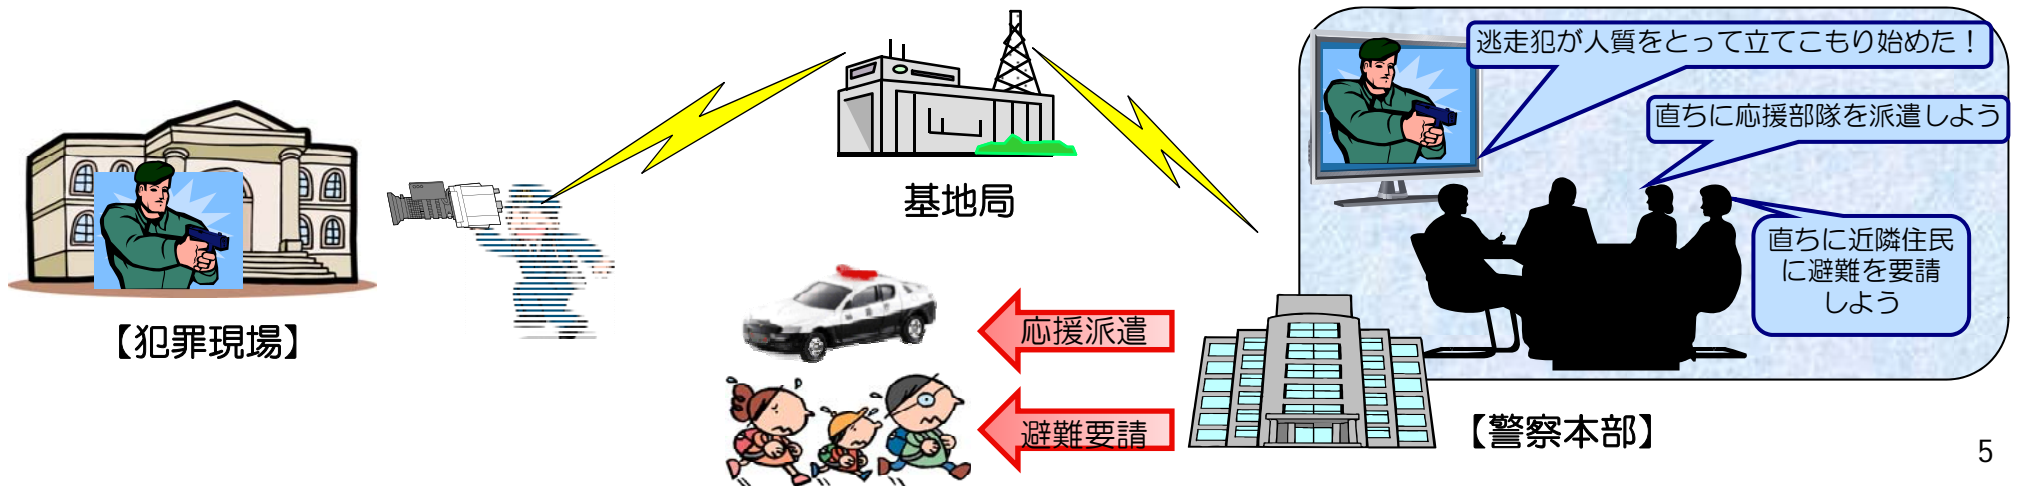 逃走犯が人質をとって立てこもり始めた！
直ちに応援部隊を派遣しよう
直ちに近隣住民
に避難を要請
しよう
基地局
【犯罪現場】
応援派遣
避難要請
【警察本部】
5